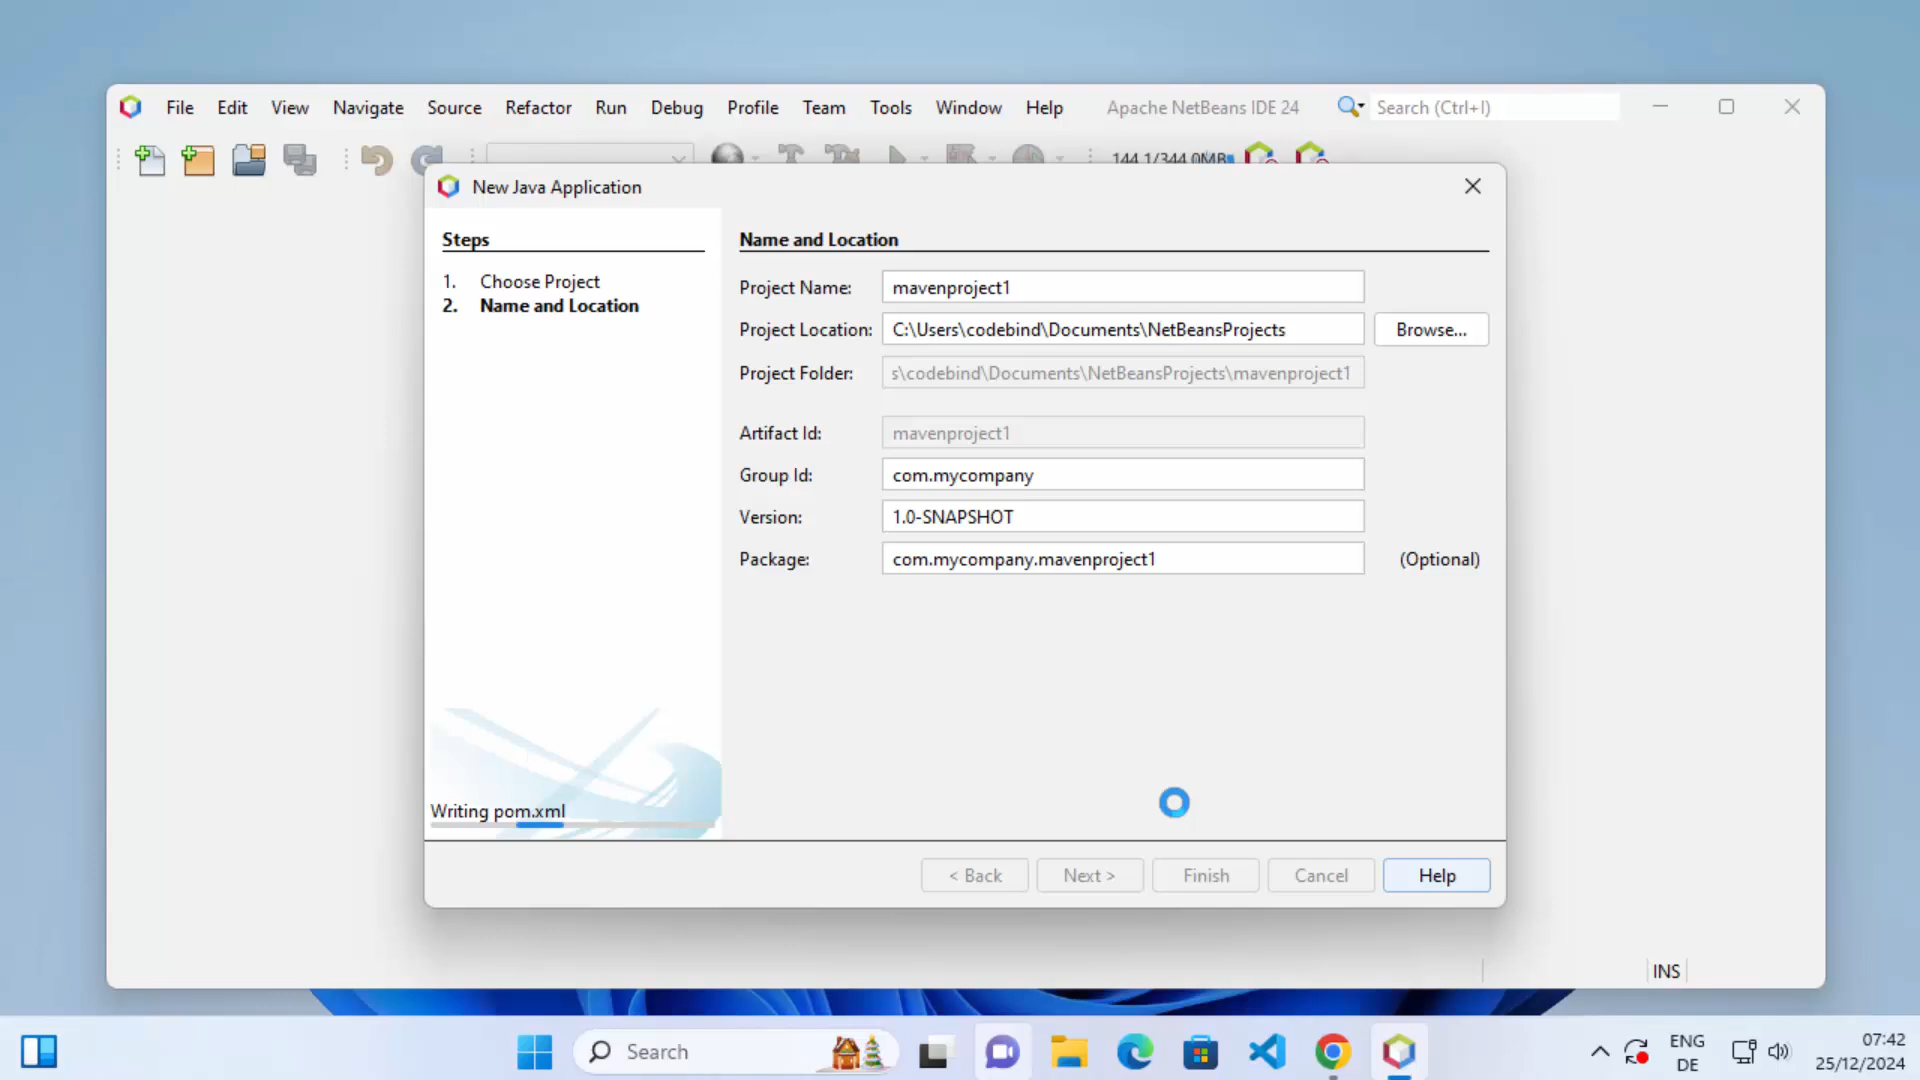 File Edit View Navigate Source Refactor Run Debug Profile Team Tools Window Help Apache NetBeans IDE 24 Search (Ctrl+I)
144.1/344.0MB
New Java Application
Steps
1. Choose Project
2. Name and Location
Name and Location
Project Name: mavenproject1
Project Location: C:\Users\codebind\Documents\NetBeansProjects Browse...
Project Folder: s\codebind\Documents\NetBeansProjects\mavenproject1
Artifact Id: mavenproject1
Group Id: com.mycompany
Version: 1.0-SNAPSHOT
Package: com.mycompany.mavenproject1 (Optional)
Writing pom.xml
< Back Next > Finish Cancel Help
INS
Search
ENG
DE
07:42
25/12/2024